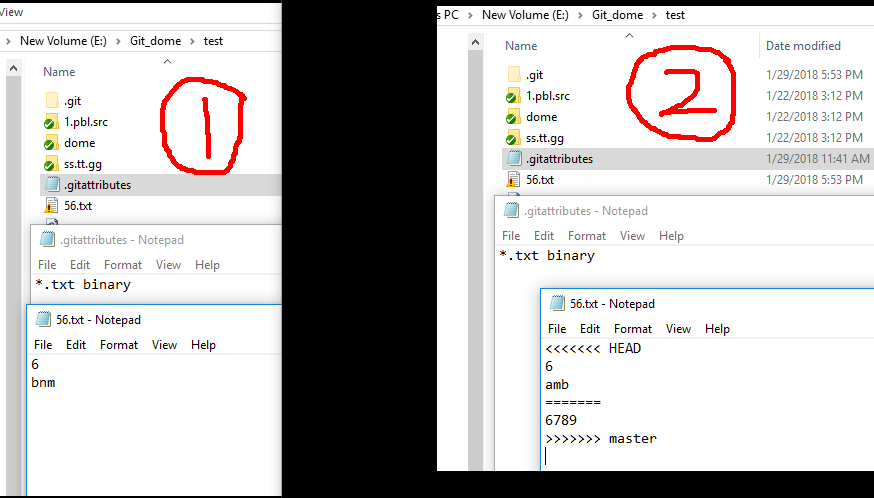 View
New Volume (E:) > Git_dome > test
Name
.git
1.pbl.src
dome
ss.tt.gg
.gitattributes
56.txt
1
.gitattributes - Notepad
File Edit Format View Help
*.txt binary
56.txt - Notepad
File Edit Format View Help
6
bnm
s PC > New Volume (E:) > Git_dome > test
Name Date modified
.git 1/29/2018 5:53 PM
1.pbl.src 1/22/2018 3:12 PM
dome 1/22/2018 3:12 PM
ss.tt.gg 1/22/2018 3:12 PM
.gitattributes 1/29/2018 11:41 AM
56.txt 1/29/2018 5:53 PM
2
.gitattributes - Notepad
File Edit Format View Help
*.txt binary
56.txt - Notepad
File Edit Format View Help
<<<<<<< HEAD
6
amb
=======
6789
>>>>>>> master